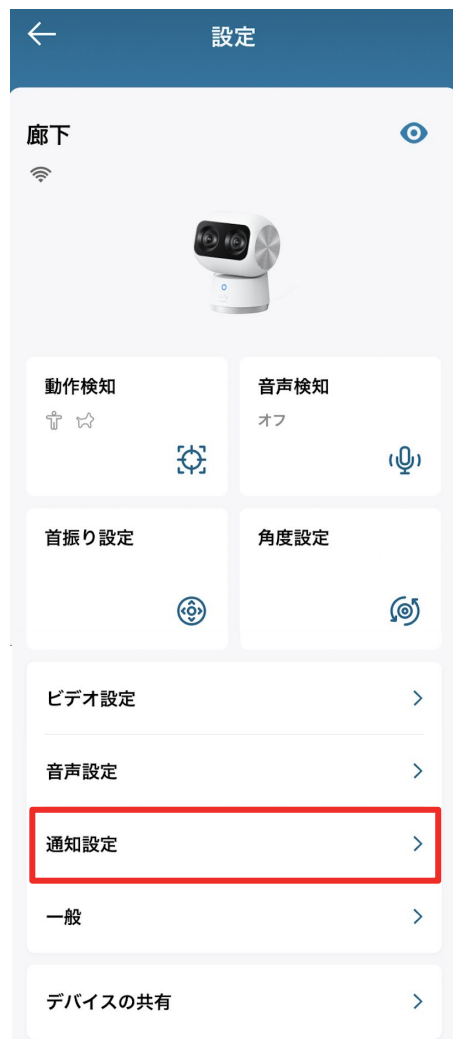 設定
廊下
動作検知
音声検知
オフ
首振り設定
角度設定
ビデオ設定
音声設定
通知設定
一般
デバイスの共有